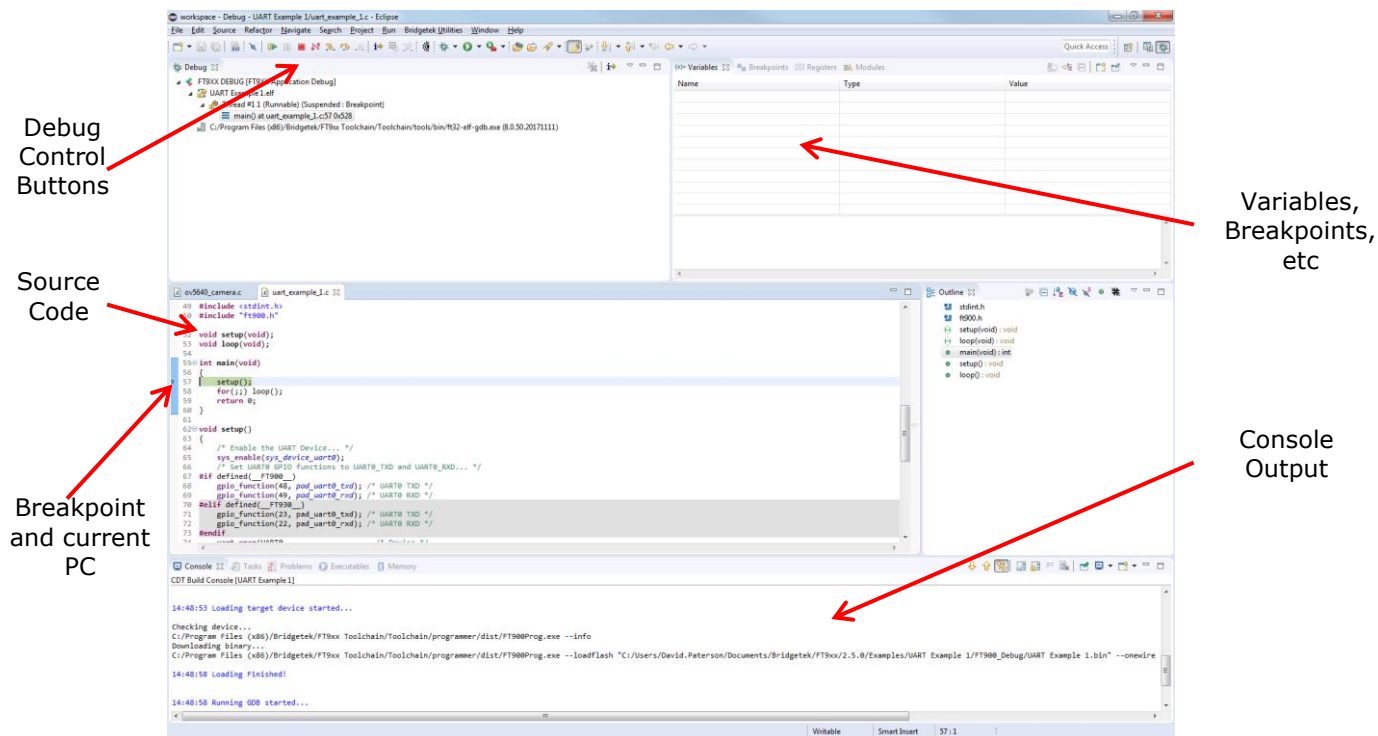 workspace - Debug - UART Example 1/uart_example_1.c - Eclipse
File Edit Source Refactor Navigate Search Project Run Bridgetek Utilities Window Help
Quick Access
Debug
FT9XX DEBUG [FT9XX Application Debug]
UART Example 1.elf
Thread #1 1 (Runnable) (Suspended : Breakpoint)
main() at uart_example_1.c:57 0x528
C:/Program Files (x86)/Bridgetek/FT9xx Toolchain/Toolchain/tools/bin/ft32-elf-gdb.exe (8.0.50.20171111)
(x)= Variables Breakpoints Registers Modules
Name Type Value
Debug
Control
Buttons
Variables,
Breakpoints,
etc
Source
Code
ov5640_camera.c uart_example_1.c
49 #include <stdint.h>
50 #include "ft900.h"
52 void setup(void);
53 void loop(void);
54
55 int main(void)
56 {
57 setup();
58 for(;;) loop();
59 return 0;
60 }
61
62 void setup()
63 {
64 /* Enable the UART Device... */
65 sys_enable(sys_device_uart0);
66 /* Set UART0 GPIO functions to UART0_TXD and UART0_RXD... */
67 #if defined(__FT900__)
68 gpio_function(48, pad_uart0_txd); /* UART0 TXD */
69 gpio_function(49, pad_uart0_rxd); /* UART0 RXD */
70 #elif defined(__FT930__)
71 gpio_function(23, pad_uart0_txd); /* UART0 TXD */
72 gpio_function(22, pad_uart0_rxd); /* UART0 RXD */
73 #endif
74 uart_open(UART0, /* Device */
Outline
stdint.h
ft900.h
setup(void) : void
loop(void) : void
main(void) : int
setup() : void
loop() : void
Breakpoint
and current
PC
Console
Output
Console Tasks Problems Executables Memory
CDT Build Console [UART Example 1]
14:48:53 Loading target device started...
Checking device...
C:/Program Files (x86)/Bridgetek/FT9xx Toolchain/Toolchain/programmer/dist/FT900Prog.exe --info
Downloading binary...
C:/Program Files (x86)/Bridgetek/FT9xx Toolchain/Toolchain/programmer/dist/FT900Prog.exe --loadflash "C:/Users/David.Paterson/Documents/Bridgetek/FT9xx/2.5.0/Examples/UART Example 1/FT900_Debug/UART Example 1.bin" --onewire
14:48:58 Loading Finished!
14:48:58 Running GDB started...
Writable Smart Insert 57 : 1